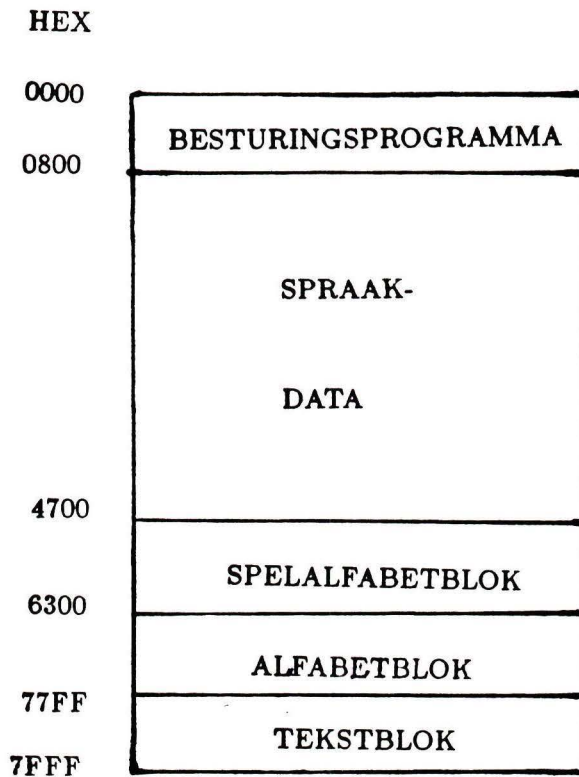 HEX
0000
BESTURINGSPROGRAMMA
0800
SPRAAK-
DATA
4700
SPELALFABETBLOK
6300
ALFABETBLOK
77FF
TEKSTBLOK
7FFF